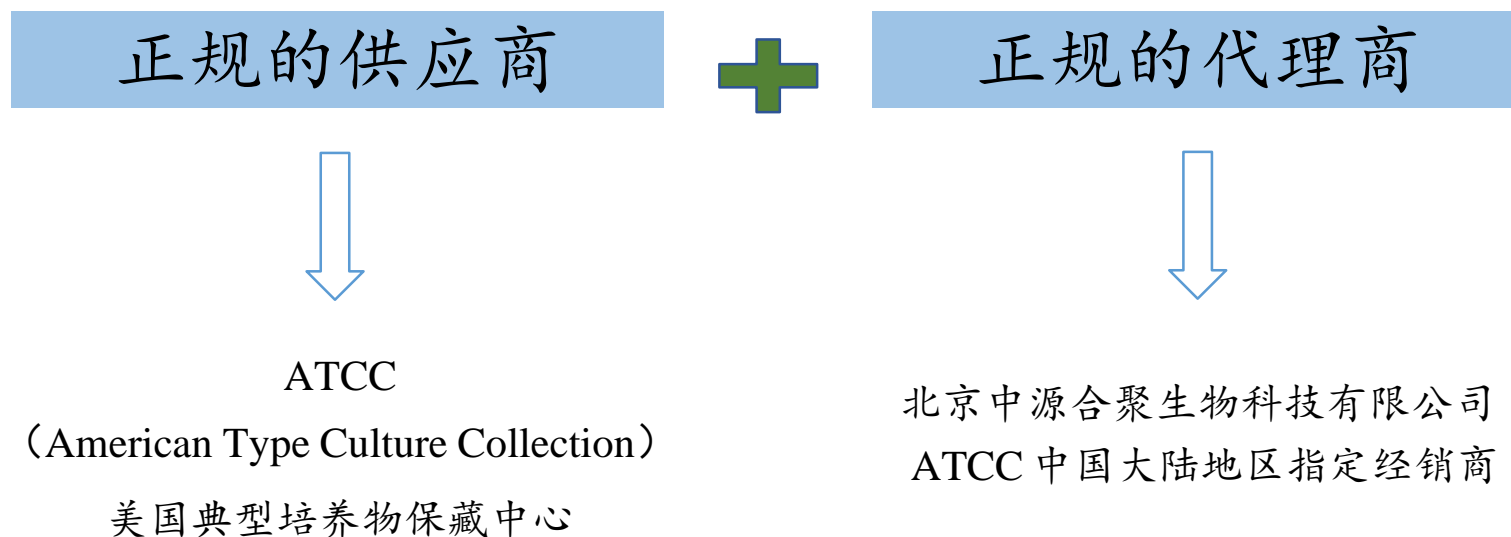 正规的供应商
正规的代理商
ATCC
（American Type Culture Collection）
美国典型培养物保藏中心
北京中源合聚生物科技有限公司
ATCC 中国大陆地区指定经销商